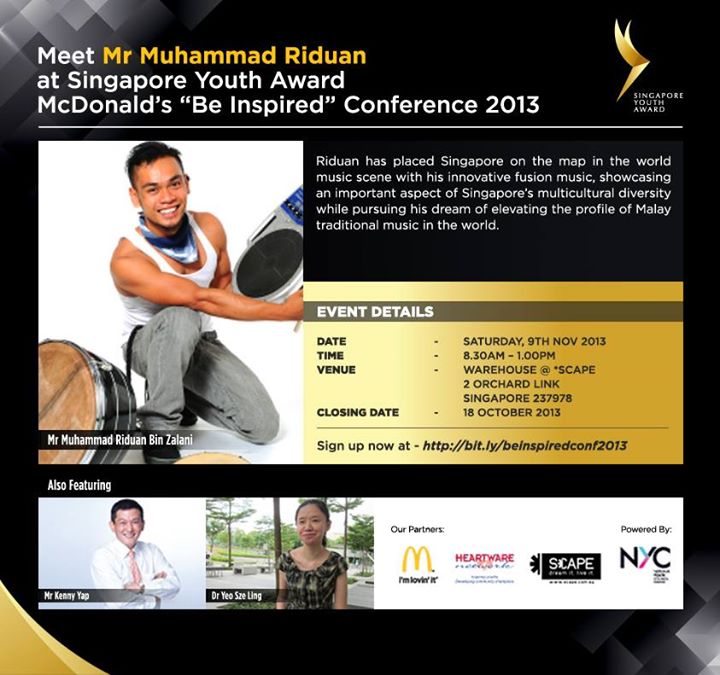 Meet Mr Muhammad Riduan
at Singapore Youth Award
McDonald's “Be Inspired” Conference 2013
SINGAPORE
YOUTH
AWARD
Riduan has placed Singapore on the map in the world
music scene with his innovative fusion music, showcasing
an important aspect of Singapore's multicultural diversity
while pursuing his dream of elevating the profile of Malay
traditional music in the world.
EVENT DETAILS
DATE - SATURDAY, 9TH NOV 2013
TIME - 8.30AM – 1.00PM
VENUE - WAREHOUSE @ *SCAPE
2 ORCHARD LINK
SINGAPORE 237978
CLOSING DATE - 18 OCTOBER 2013
Sign up now at - http://bit.ly/beinspiredconf2013
Mr Muhammad Riduan Bin Zalani
Also Featuring
Mr Kenny Yap
Dr Yeo Sze Ling
Our Partners:
Powered By:
i'm lovin' it
HEARTWARE
network
*SCAPE
dream it. live it.
NYC